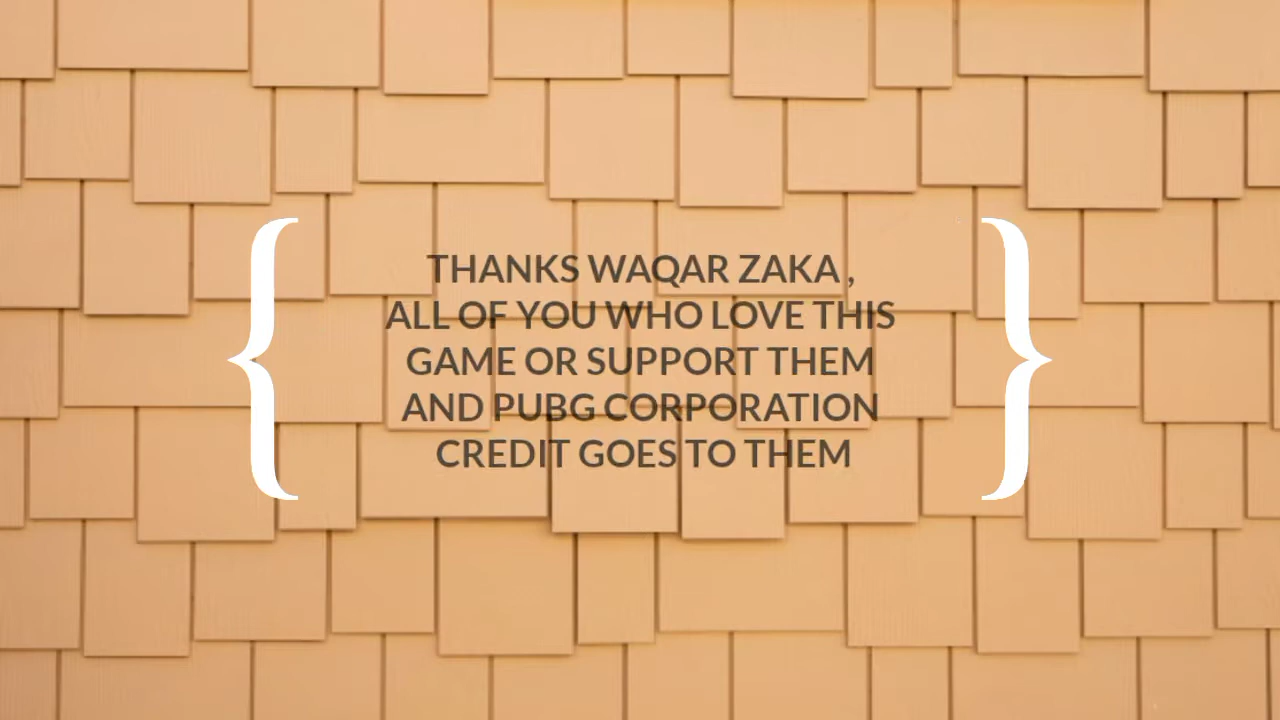 THANKS WAQAR ZAKA ,
ALL OF YOU WHO LOVE THIS
GAME OR SUPPORT THEM
AND PUBG CORPORATION
CREDIT GOES TO THEM